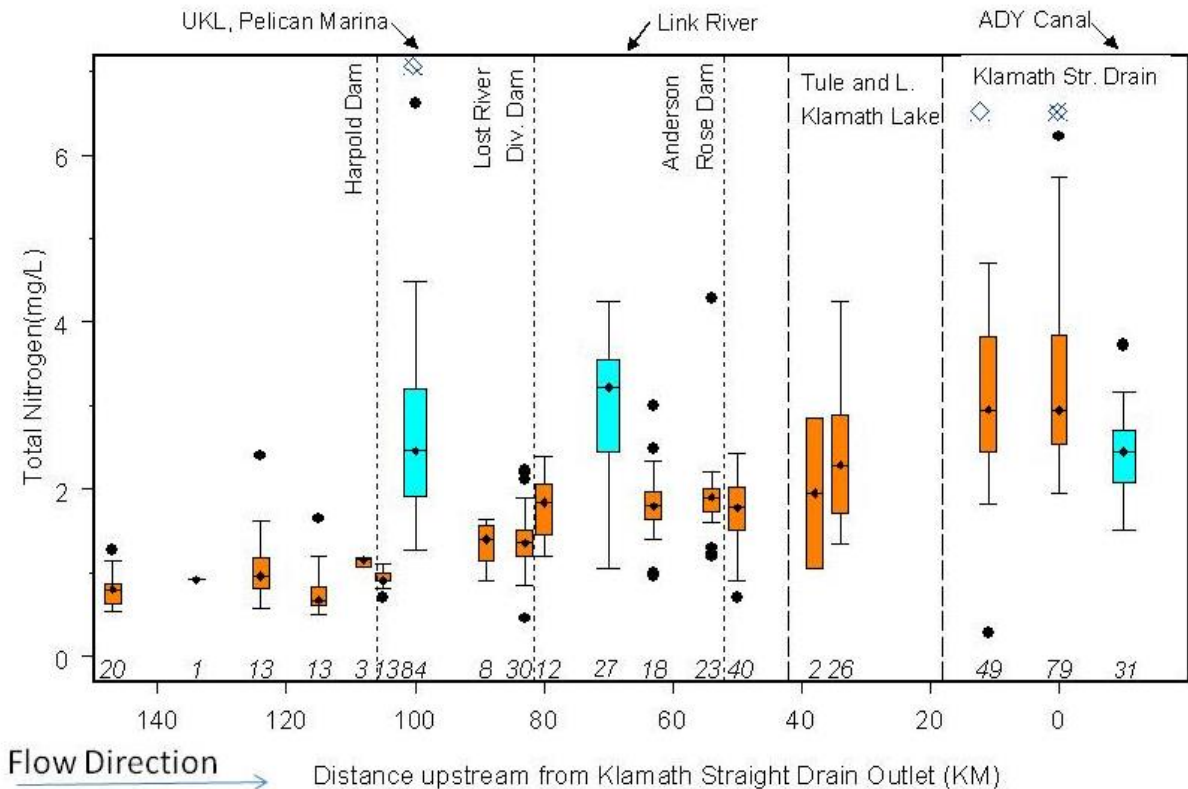 UKL, Pelican Marina
Link River
ADY Canal
Harpold Dam
Lost River
Div. Dam
Anderson
Rose Dam
Tule and L.
Klamath Lake
Klamath Str. Drain
Total Nitrogen(mg/L)
6
4
2
0
20 1 13 13 3 13 84 8 30 12 27 18 23 40 2 26 49 79 31
140 120 100 80 60 40 20 0
Flow Direction
Distance upstream from Klamath Straight Drain Outlet (KM)